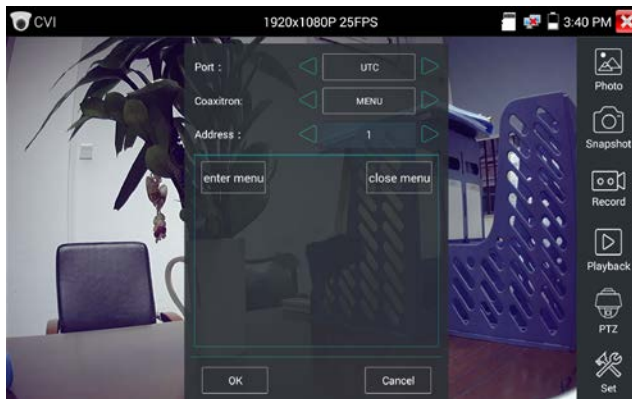 CVI 1920x1080P 25FPS 3:40 PM
Port : UTC
Coaxitron: MENU
Address : 1
enter menu close menu
OK Cancel
Photo
Snapshot
Record
Playback
PTZ
Set